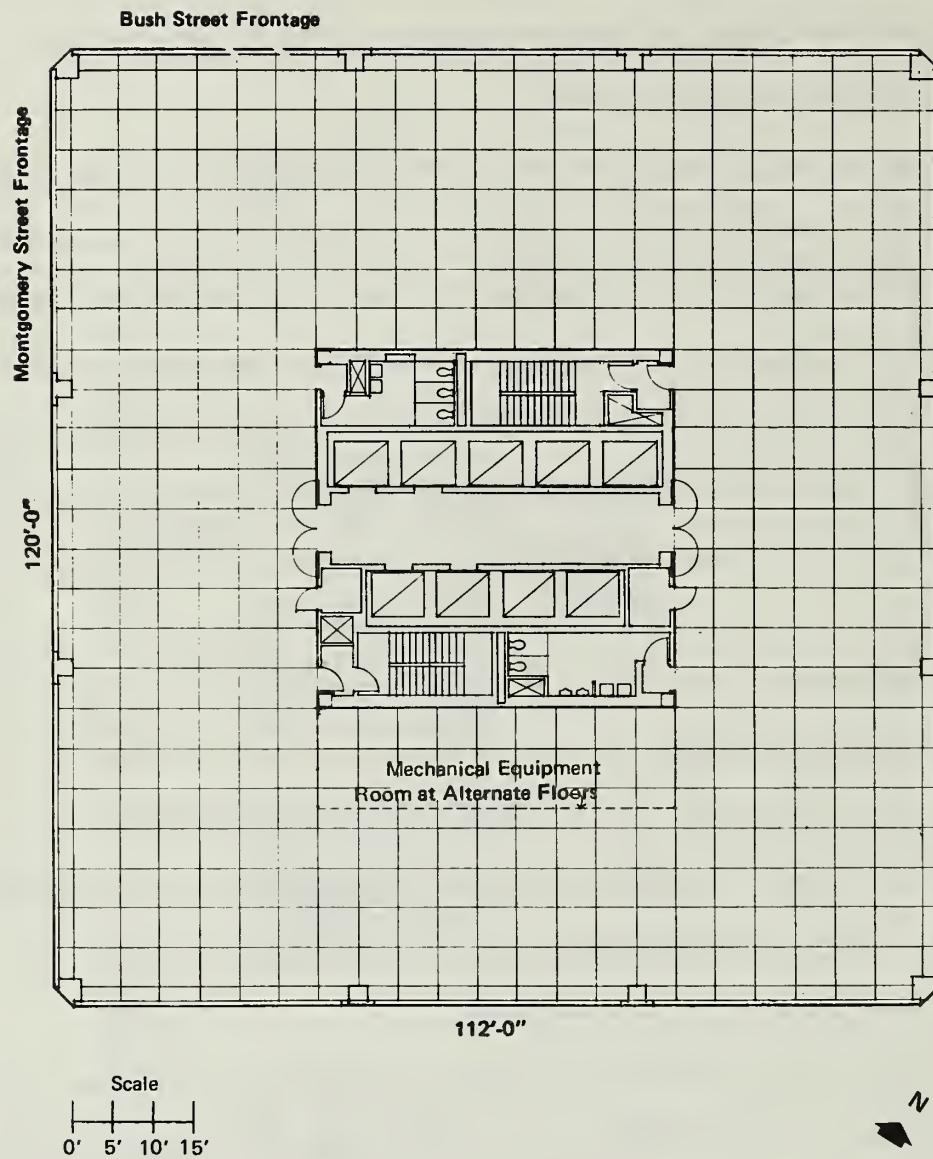 Bush Street Frontage
Montgomery Street Frontage
120'-0"
Mechanical Equipment
Room at Alternate Floors
112'-0"
Scale
0' 5' 10' 15'
N